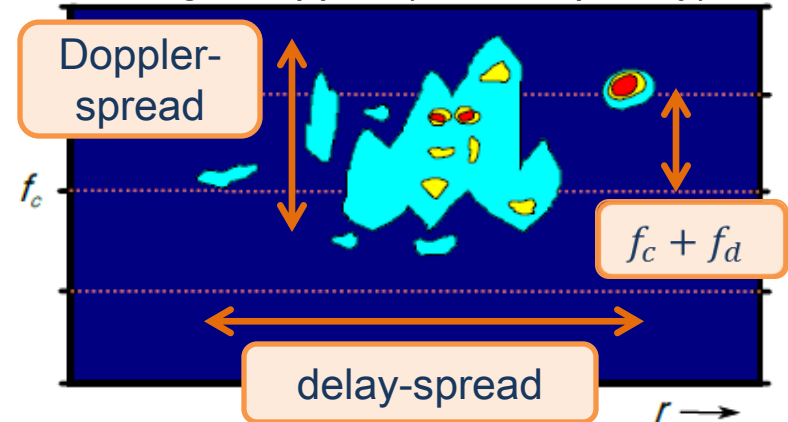 Doppler-
spread
f_c
f_c + f_d
delay-spread
r →